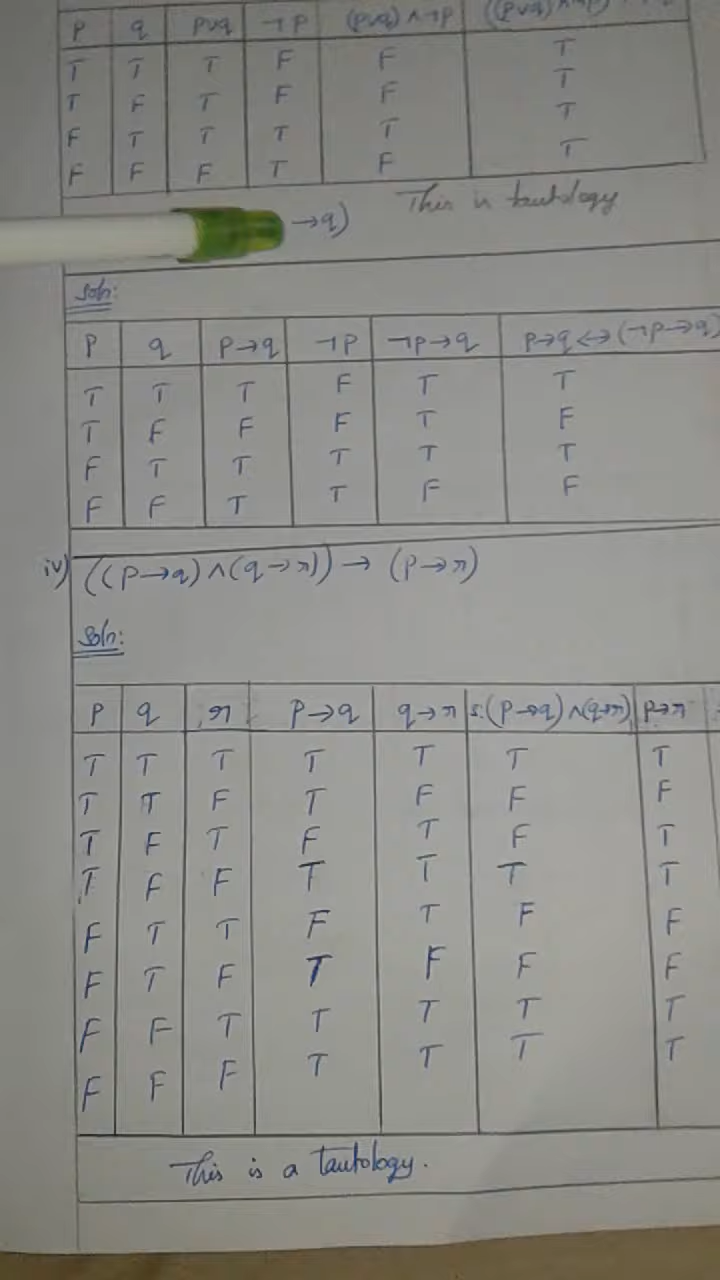 P q p∨q ¬p (p∨q)∧¬p
T T T F F T
T F T F F T
F T T T T T
F F F T F T
→q) This is tautology
Soln:
P q p→q ¬p ¬p→q p→q↔(¬p→q)
T T T F T T
T F F F T F
F T T T T T
F F T T F F
iv) ((p→q)∧(q→r))→(p→r)
Soln:
P q r p→q q→r (p→q)∧(q→r) p→r
T T T T T T T
T T F T F F F
T F T F T F T
T F F T T T T
F T T F T F F
F T F T F F F
F F T T T T T
F F F T T T T
This is a tautology.